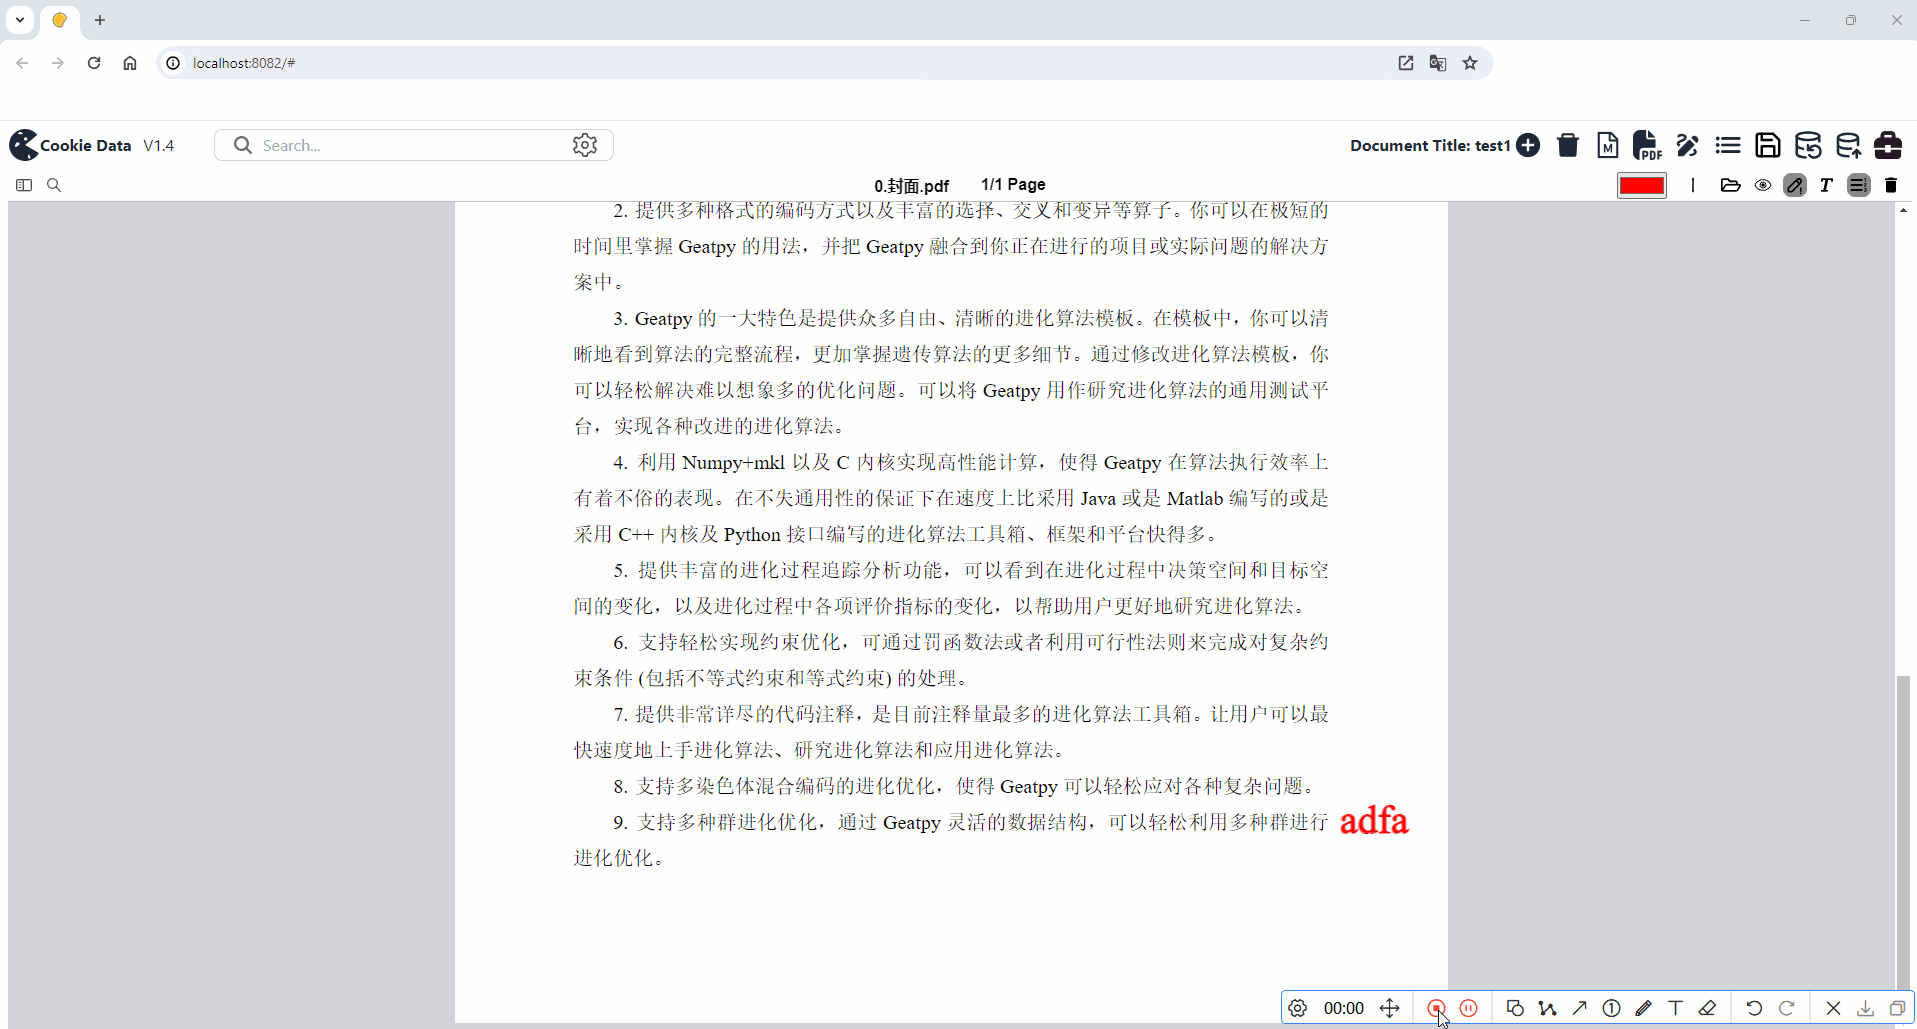 localhost:8082/#
Cookie Data V1.4
Search...
Document Title: test1
0.封面.pdf 1/1 Page
2. 提供多种格式的编码方式以及丰富的选择、交叉和变异等算子。你可以在极短的
时间里掌握 Geatpy 的用法，并把 Geatpy 融合到你正在进行的项目或实际问题的解决方
案中。
3. Geatpy 的一大特色是提供众多自由、清晰的进化算法模板。在模板中，你可以清
晰地看到算法的完整流程，更加掌握遗传算法的更多细节。通过修改进化算法模板，你
可以轻松解决难以想象多的优化问题。可以将 Geatpy 用作研究进化算法的通用测试平
台，实现各种改进的进化算法。
4. 利用 Numpy+mkl 以及 C 内核实现高性能计算，使得 Geatpy 在算法执行效率上
有着不俗的表现。在不失通用性的保证下在速度上比采用 Java 或是 Matlab 编写的或是
采用 C++ 内核及 Python 接口编写的进化算法工具箱、框架和平台快得多。
5. 提供丰富的进化过程追踪分析功能，可以看到在进化过程中决策空间和目标空
间的变化，以及进化过程中各项评价指标的变化，以帮助用户更好地研究进化算法。
6. 支持轻松实现约束优化，可通过罚函数法或者利用可行性法则来完成对复杂约
束条件 (包括不等式约束和等式约束) 的处理。
7. 提供非常详尽的代码注释，是目前注释量最多的进化算法工具箱。让用户可以最
快速度地上手进化算法、研究进化算法和应用进化算法。
8. 支持多染色体混合编码的进化优化，使得 Geatpy 可以轻松应对各种复杂问题。
9. 支持多种群进化优化，通过 Geatpy 灵活的数据结构，可以轻松利用多种群进行 adfa
进化优化。
00:00